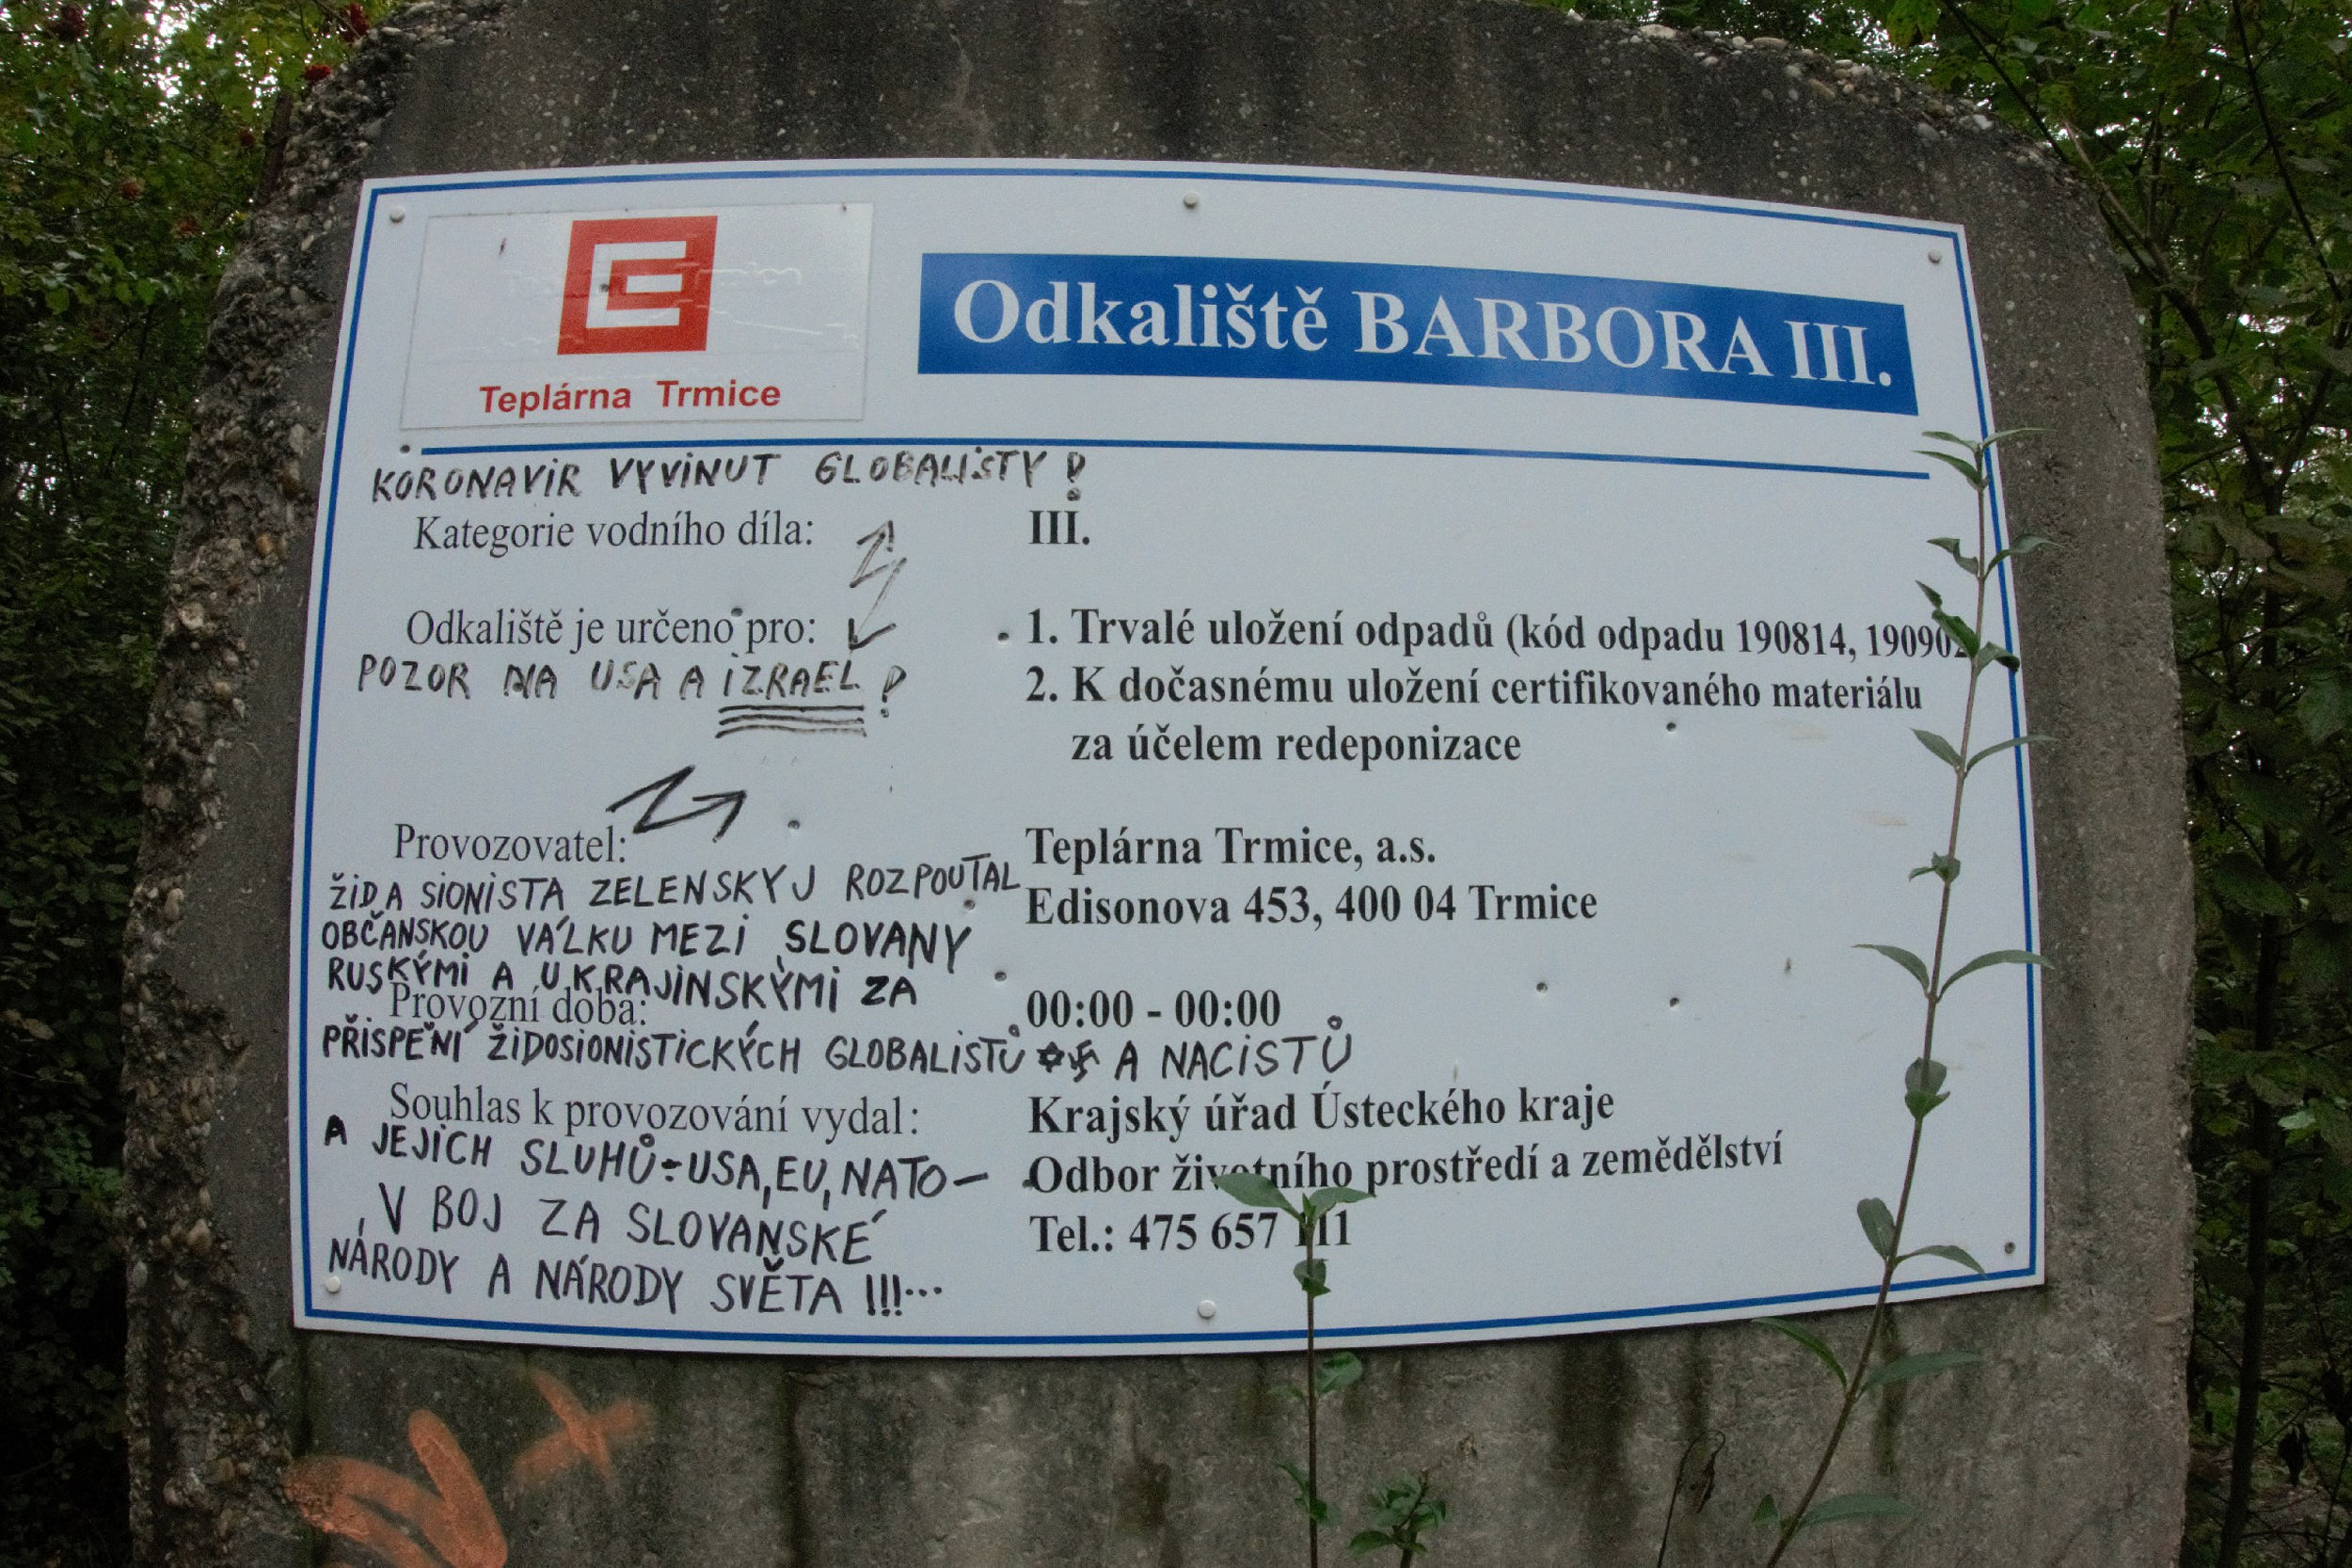 Teplárna Trmice
Odkaliště BARBORA III.
KORONAVIR VYVINUT GLOBALISTY!
Kategorie vodního díla: III.
Odkaliště je určeno pro: 1. Trvalé uložení odpadů (kód odpadu 190814,
POZOR NA USA A IZRAEL!
2. K dočasnému uložení certifikovaného materiálu
za účelem redeponizace
Provozovatel: Teplárna Trmice, a.s.
Edisonova 453, 400 04 Trmice
ŽID A SIONISTA ZELENSKYJ ROZPOUTAL
OBČANSKOU VÁLKU MEZI SLOVANY
RUSKÝMI A UKRAJINSKÝMI ZA
Provozní doba: 00:00 - 00:00
PŘISPĚNÍ ŽIDOSIONISTICKÝCH GLOBALISTŮ ✡卐 A NACISTŮ
Souhlas k provozování vydal: Krajský úřad Ústeckého kraje
Odbor životního prostředí a zemědělství
Tel.: 475 657 111
A JEJICH SLUHŮ÷USA, EU, NATO–
V BOJ ZA SLOVANSKÉ
NÁRODY A NÁRODY SVĚTA !!!...